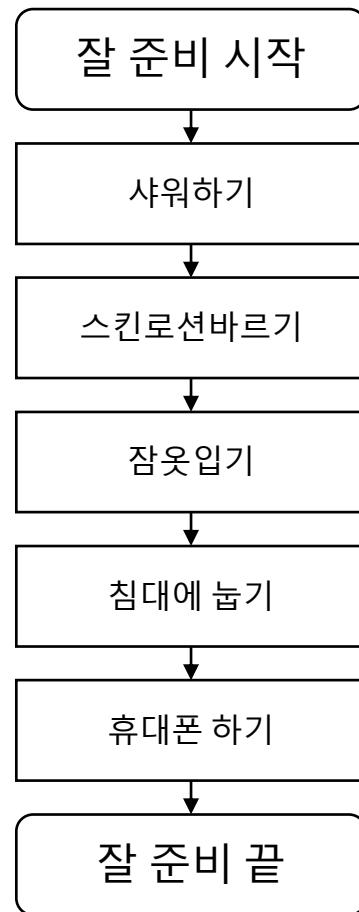 잘 준비 시작
샤워하기
스킨로션바르기
잠옷입기
침대에 눕기
휴대폰 하기
잘 준비 끝